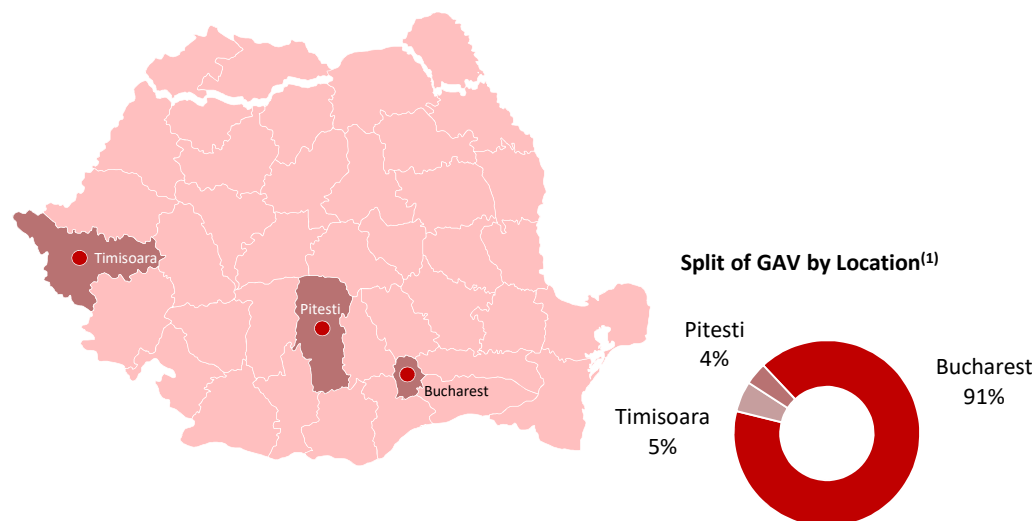 Timisoara
Pitesti
Bucharest
Split of GAV by Location(1)
Pitesti
4%
Bucharest
91%
Timisoara
5%